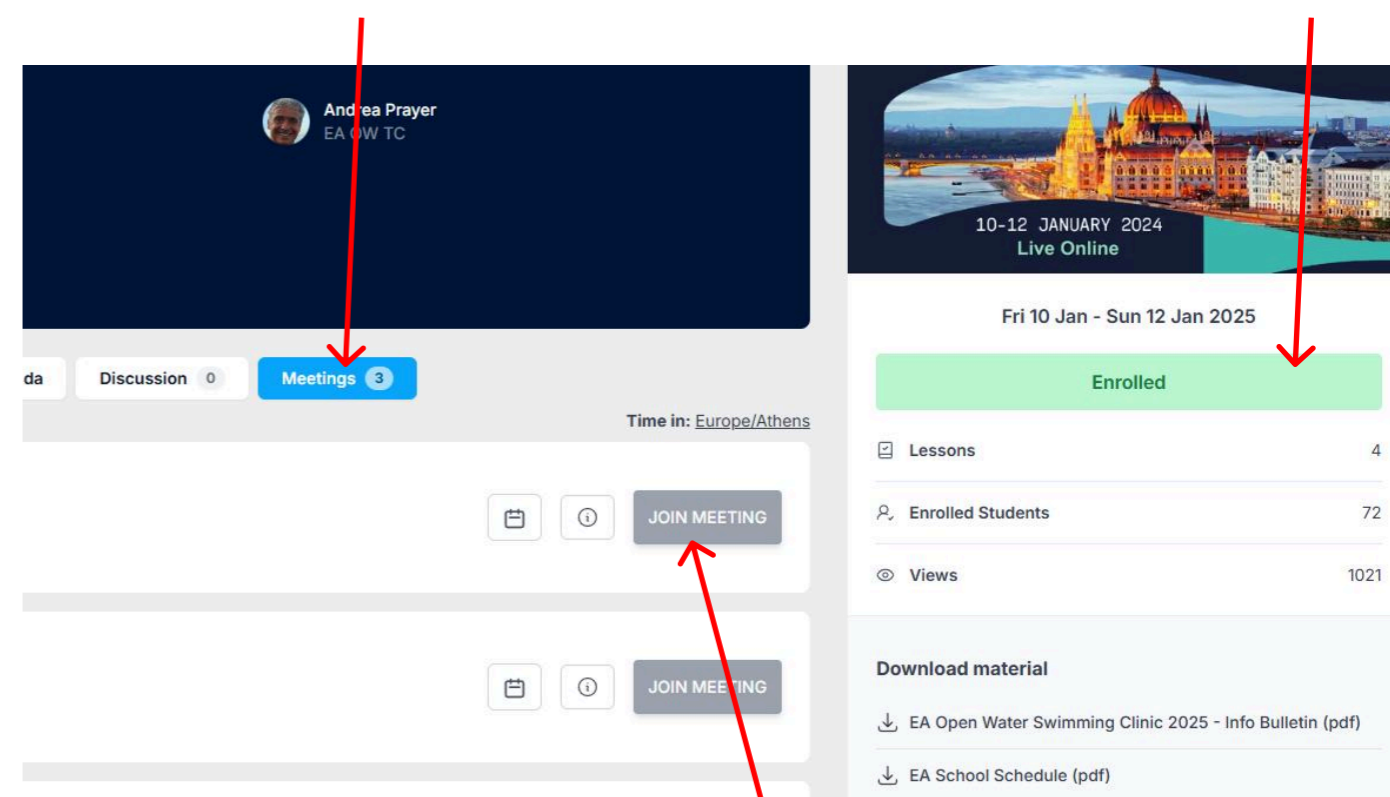 Andrea Prayer
EA OW TC
da
Discussion 0
Meetings 3
Time in: Europe/Athens
JOIN MEETING
JOIN MEETING
10-12 JANUARY 2024
Live Online
Fri 10 Jan - Sun 12 Jan 2025
Enrolled
Lessons 4
Enrolled Students 72
Views 1021
Download material
EA Open Water Swimming Clinic 2025 - Info Bulletin (pdf)
EA School Schedule (pdf)